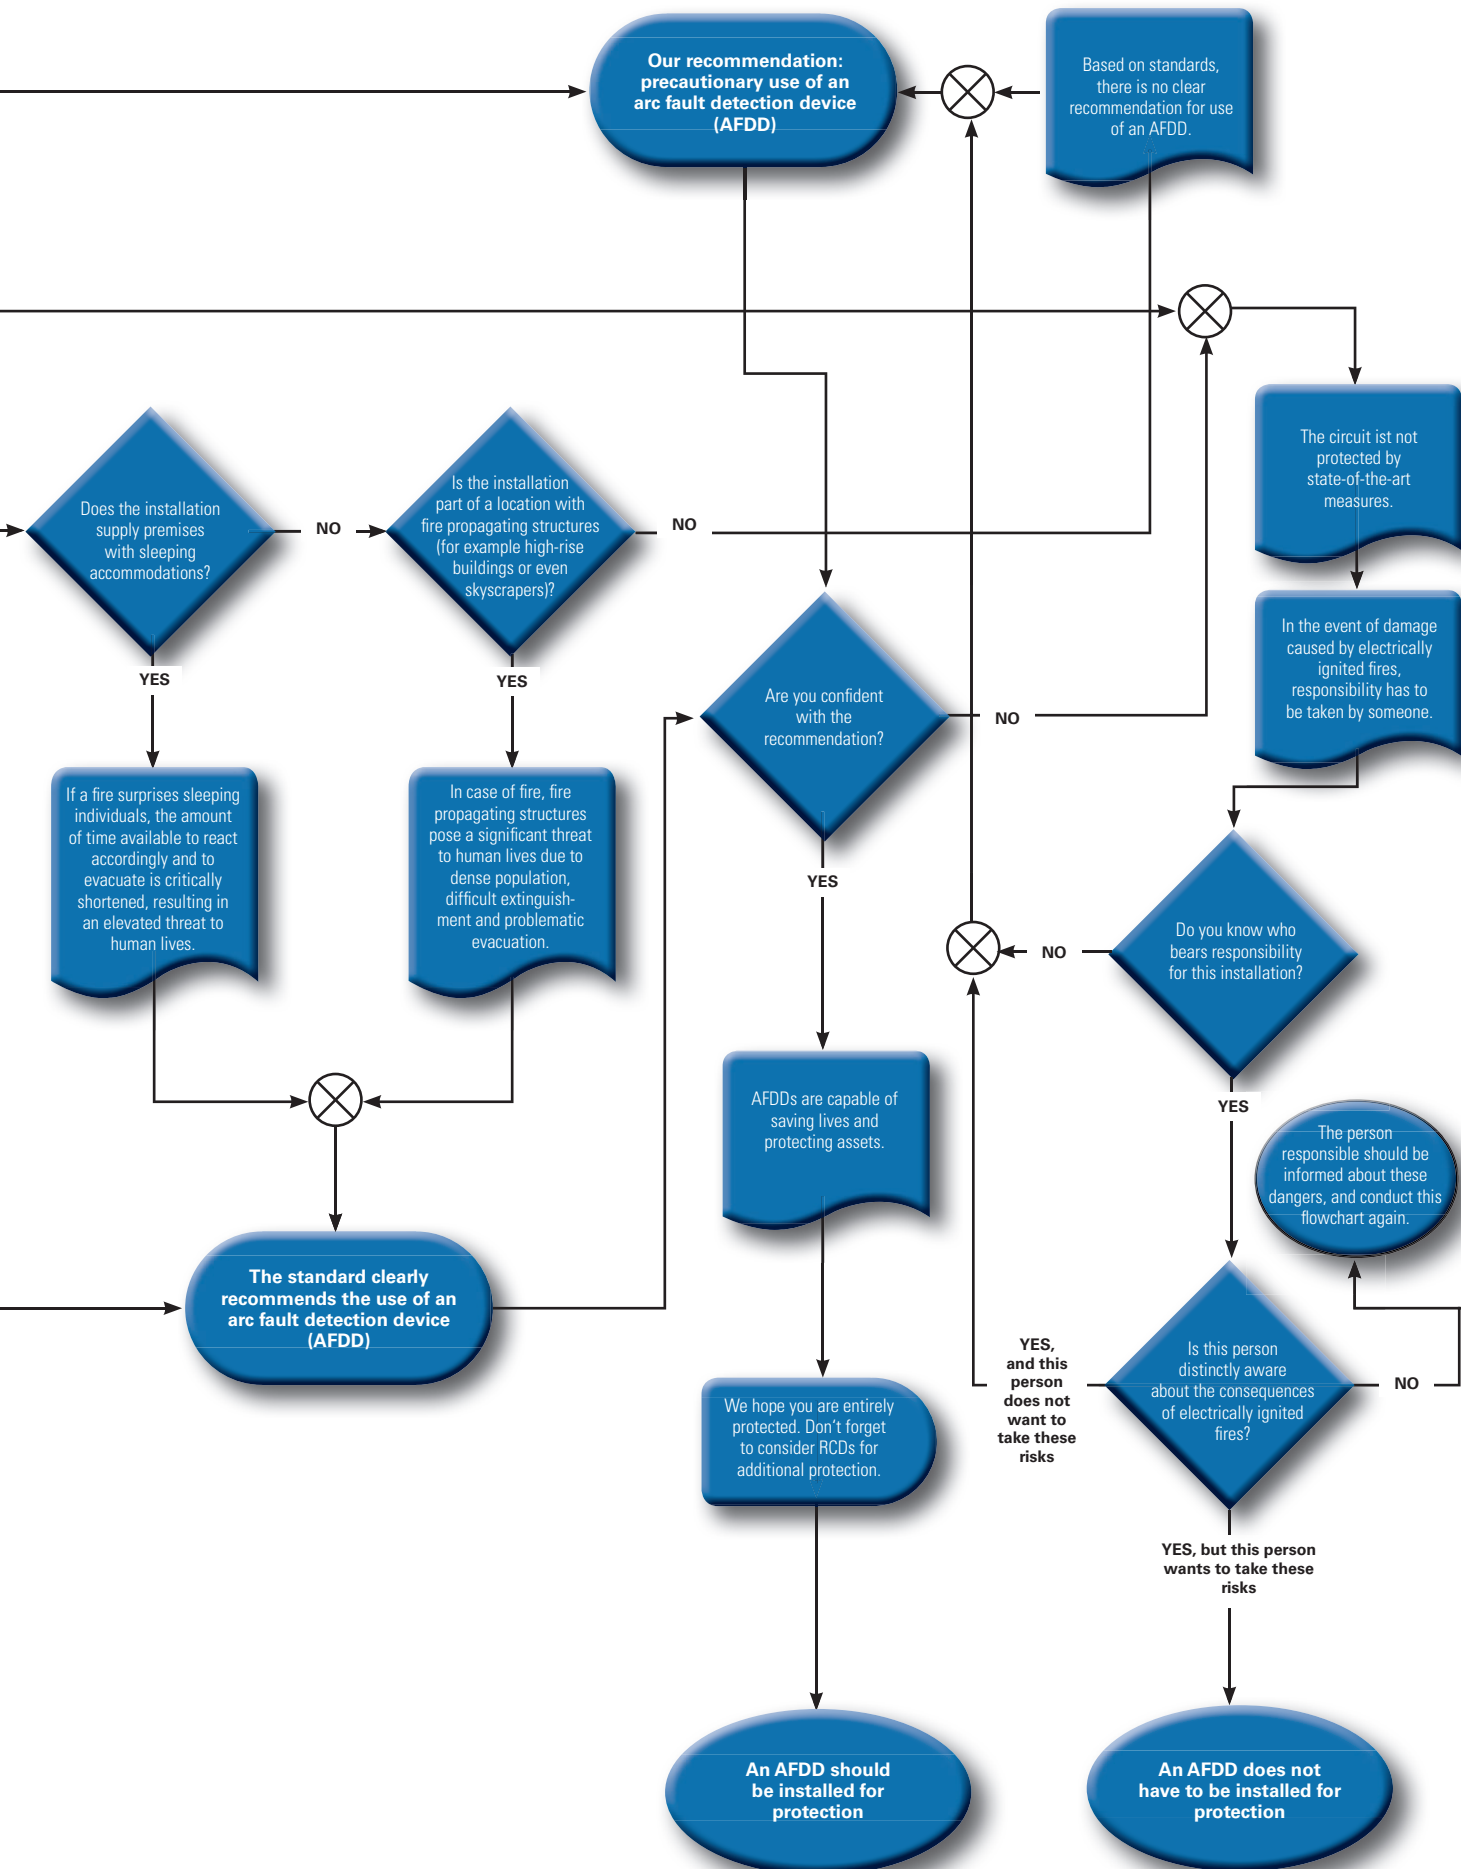 Our recommendation:
precautionary use of an
arc fault detection device
(AFDD)
Based on standards,
there is no clear
recommendation for use
of an AFDD.
The circuit ist not
protected by
state-of-the-art
measures.
Does the installation
supply premises
with sleeping
accommodations?
NO
Is the installation
part of a location with
fire propagating structures
(for example high-rise
buildings or even
skyscrapers)?
NO
In the event of damage
caused by electrically
ignited fires,
responsibility has to
be taken by someone.
YES
YES
Are you confident
with the
recommendation?
NO
If a fire surprises sleeping
individuals, the amount
of time available to react
accordingly and to
evacuate is critically
shortened, resulting in
an elevated threat to
human lives.
In case of fire, fire
propagating structures
pose a significant threat
to human lives due to
dense population,
difficult extinguish-
ment and problematic
evacuation.
YES
NO
Do you know who
bears responsibility
for this installation?
AFDDs are capable of
saving lives and
protecting assets.
YES
The person
responsible should be
informed about these
dangers, and conduct this
flowchart again.
The standard clearly
recommends the use of an
arc fault detection device
(AFDD)
YES,
and this
person
does not
want to
take these
risks
Is this person
distinctly aware
about the consequences
of electrically ignited
fires?
NO
We hope you are entirely
protected. Don't forget
to consider RCDs for
additional protection.
YES, but this person
wants to take these
risks
An AFDD should
be installed for
protection
An AFDD does not
have to be installed for
protection